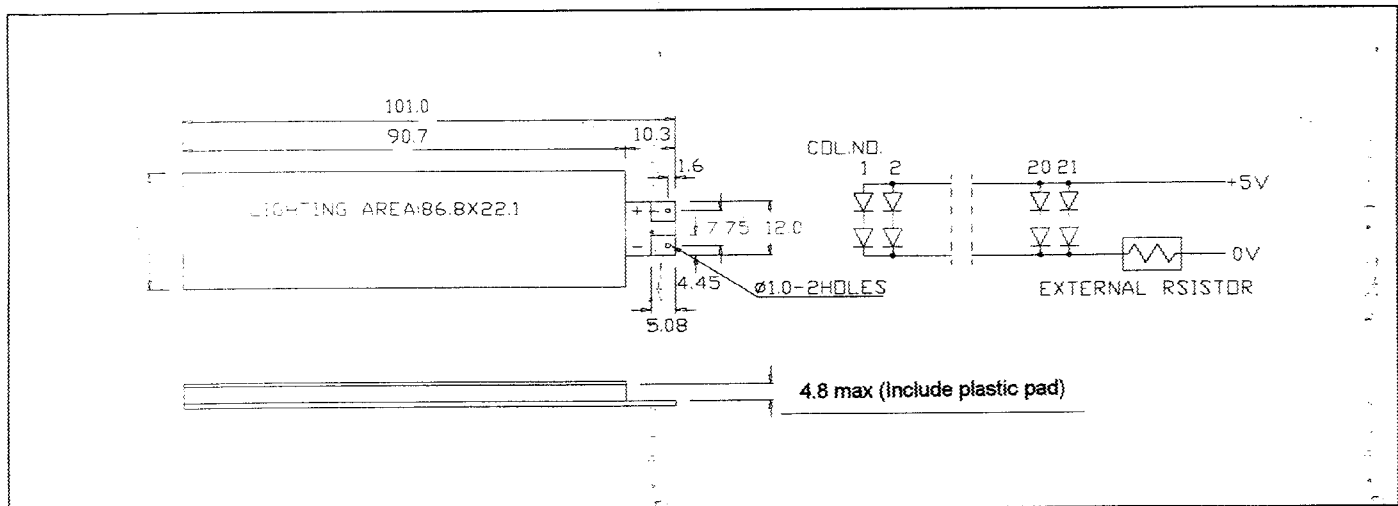 101.0
90.7
10.3
1.6
LIGHTING AREA:86.8X22.1
+
−
7.75
12.0
4.45
5.08
Ø1.0-2HOLES
COL.NO.
1 2 20 21
+5V
0V
EXTERNAL RSISTOR
4.8 max (Include plastic pad)